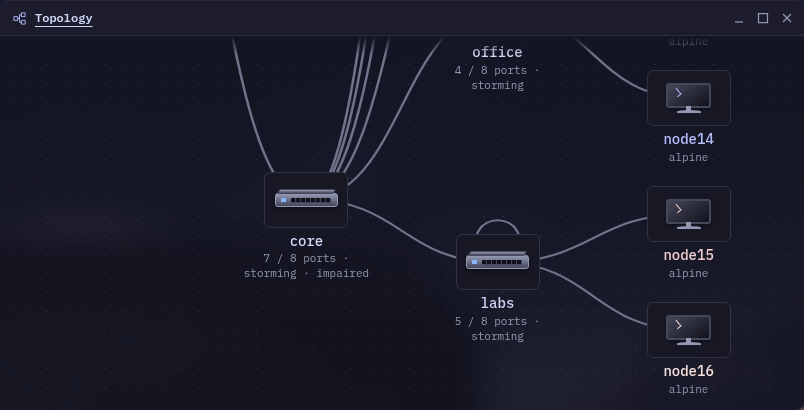 Topology
alpine
office
4 / 8 ports ·
storming
node14
alpine
core
7 / 8 ports ·
storming · impaired
node15
alpine
labs
5 / 8 ports ·
storming
node16
alpine